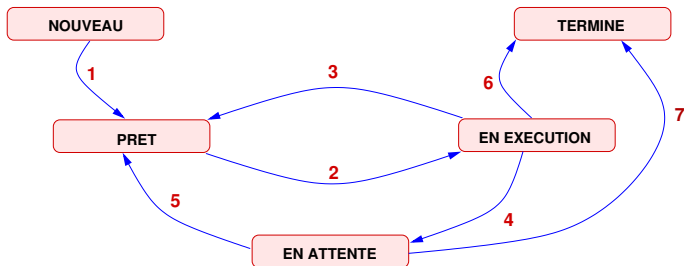 NOUVEAU
TERMINE
1
3
6
7
PRET
EN EXECUTION
2
5
4
EN ATTENTE